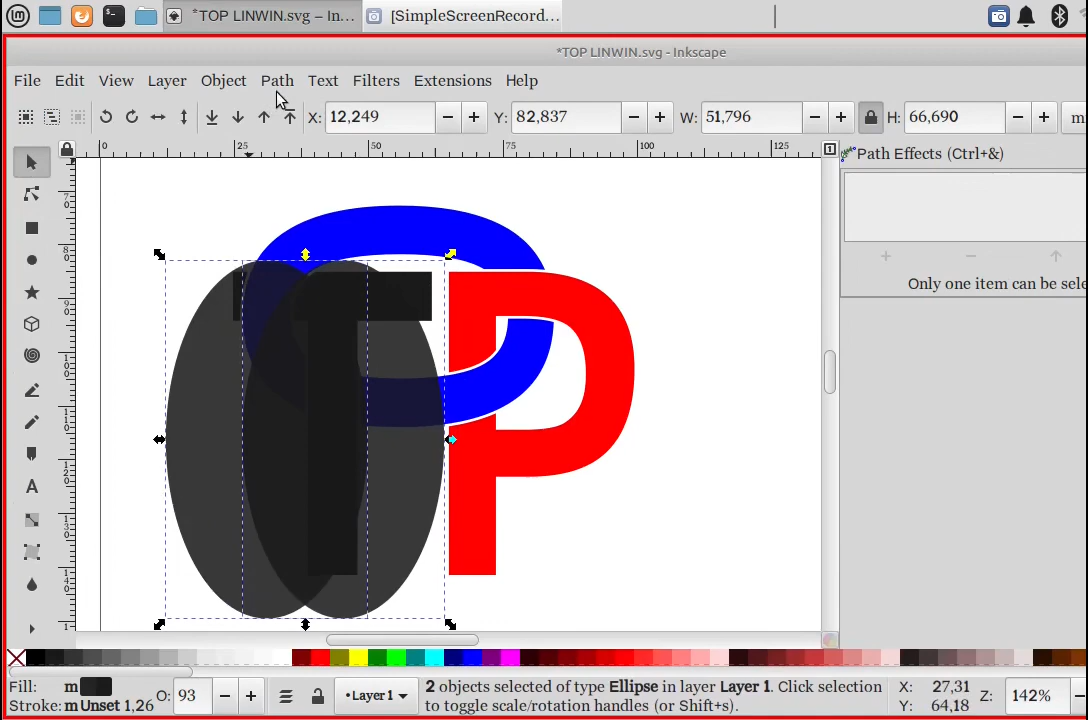 *TOP LINWIN.svg – In... [SimpleScreenRecord...
*TOP LINWIN.svg - Inkscape
File Edit View Layer Object Path Text Filters Extensions Help
X: 12,249 Y: 82,837 W: 51,796 H: 66,690 m
0 25 50 75 100 125
Path Effects (Ctrl+&)
Only one item can be sele
TP
Fill: m O: 93 •Layer 1 2 objects selected of type Ellipse in layer Layer 1. Click selection X: 27,31 Z: 142%
Stroke: m Unset 1,26 to toggle scale/rotation handles (or Shift+s). Y: 64,18